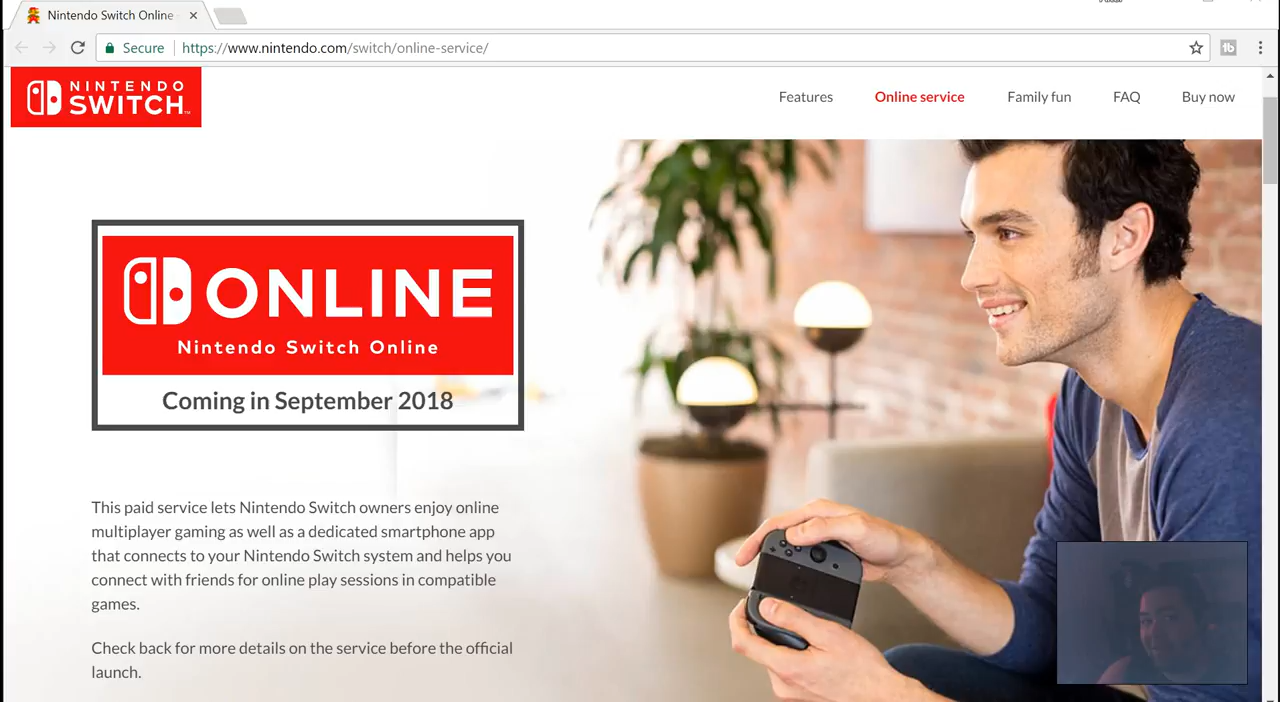 Nintendo Switch Online
Secure https://www.nintendo.com/switch/online-service/
NINTENDO
SWITCH™
Features Online service Family fun FAQ Buy now
ONLINE
Nintendo Switch Online
Coming in September 2018
This paid service lets Nintendo Switch owners enjoy online
multiplayer gaming as well as a dedicated smartphone app
that connects to your Nintendo Switch system and helps you
connect with friends for online play sessions in compatible
games.
Check back for more details on the service before the official
launch.